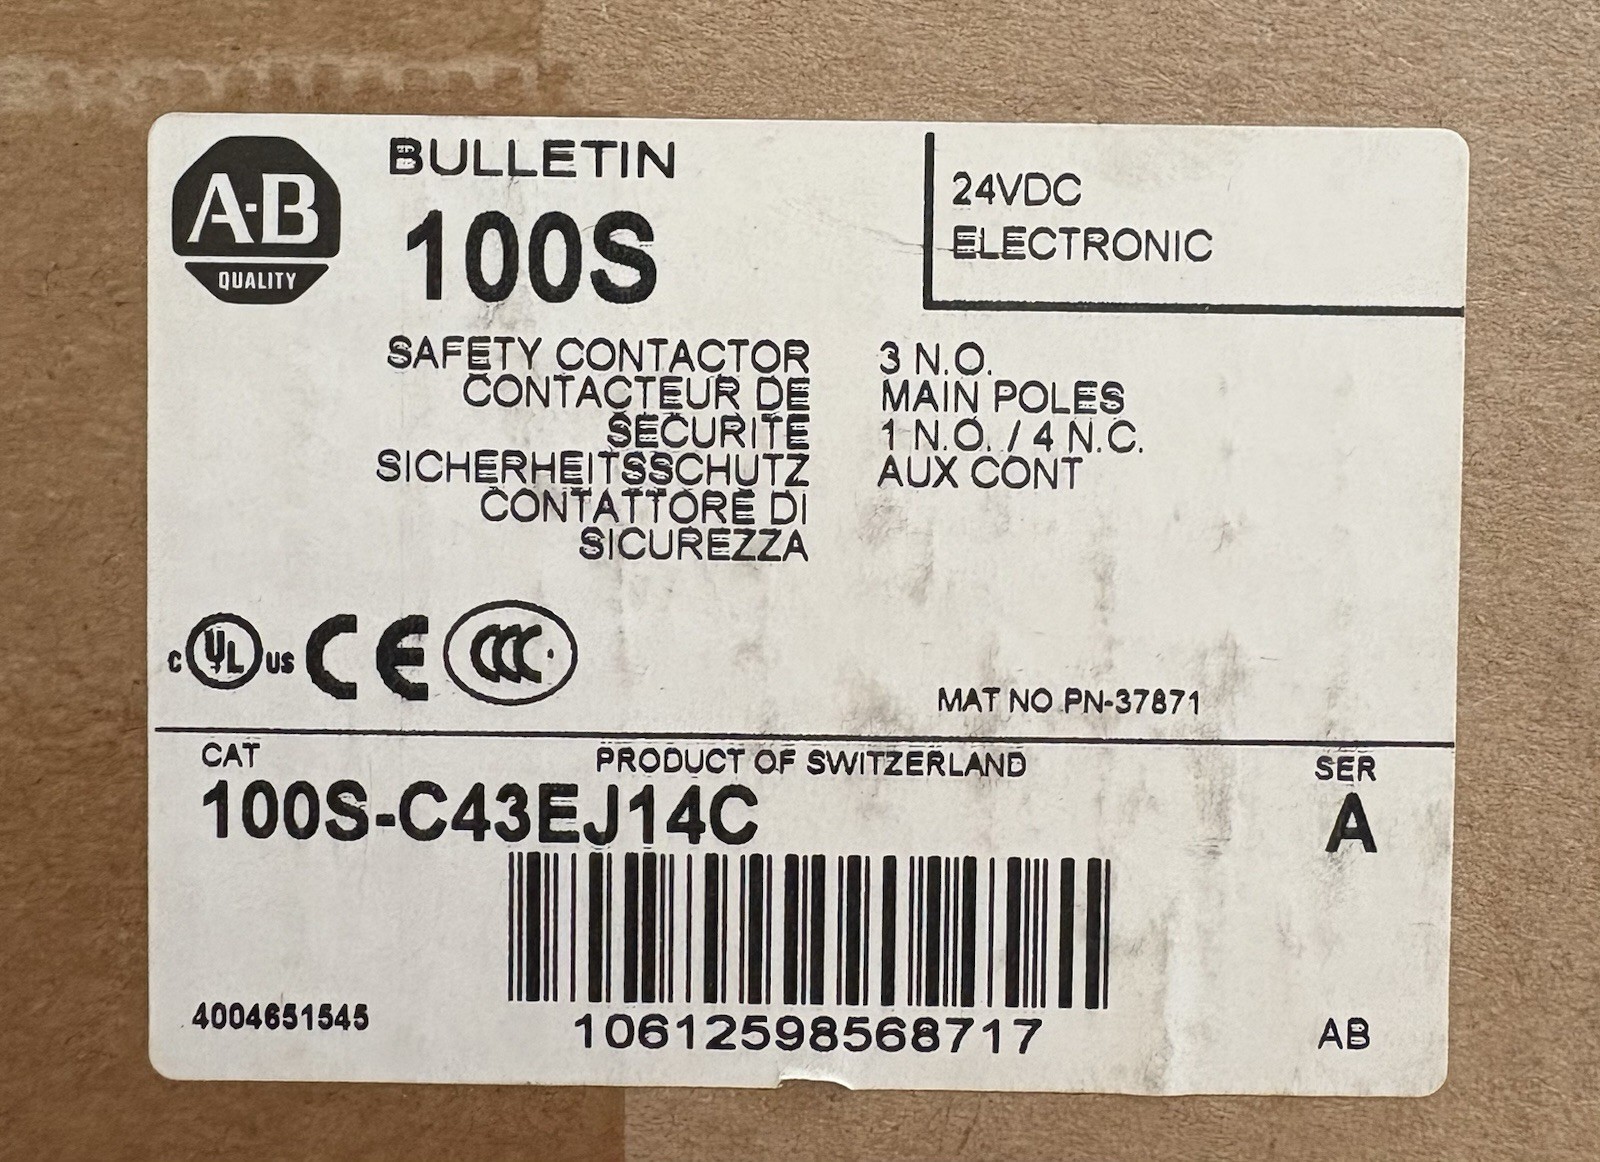 A-B
QUALITY
BULLETIN
100S
24VDC
ELECTRONIC
SAFETY CONTACTOR
CONTACTEUR DE
SECURITE
SICHERHEITSSCHUTZ
CONTATTORE DI
SICUREZZA
3 N.O.
MAIN POLES
1 N.O. / 4 N.C.
AUX CONT
C UL US CE CCC
MAT NO PN-37871
CAT
PRODUCT OF SWITZERLAND
SER
100S-C43EJ14C
A
4004651545
10612598568717
AB